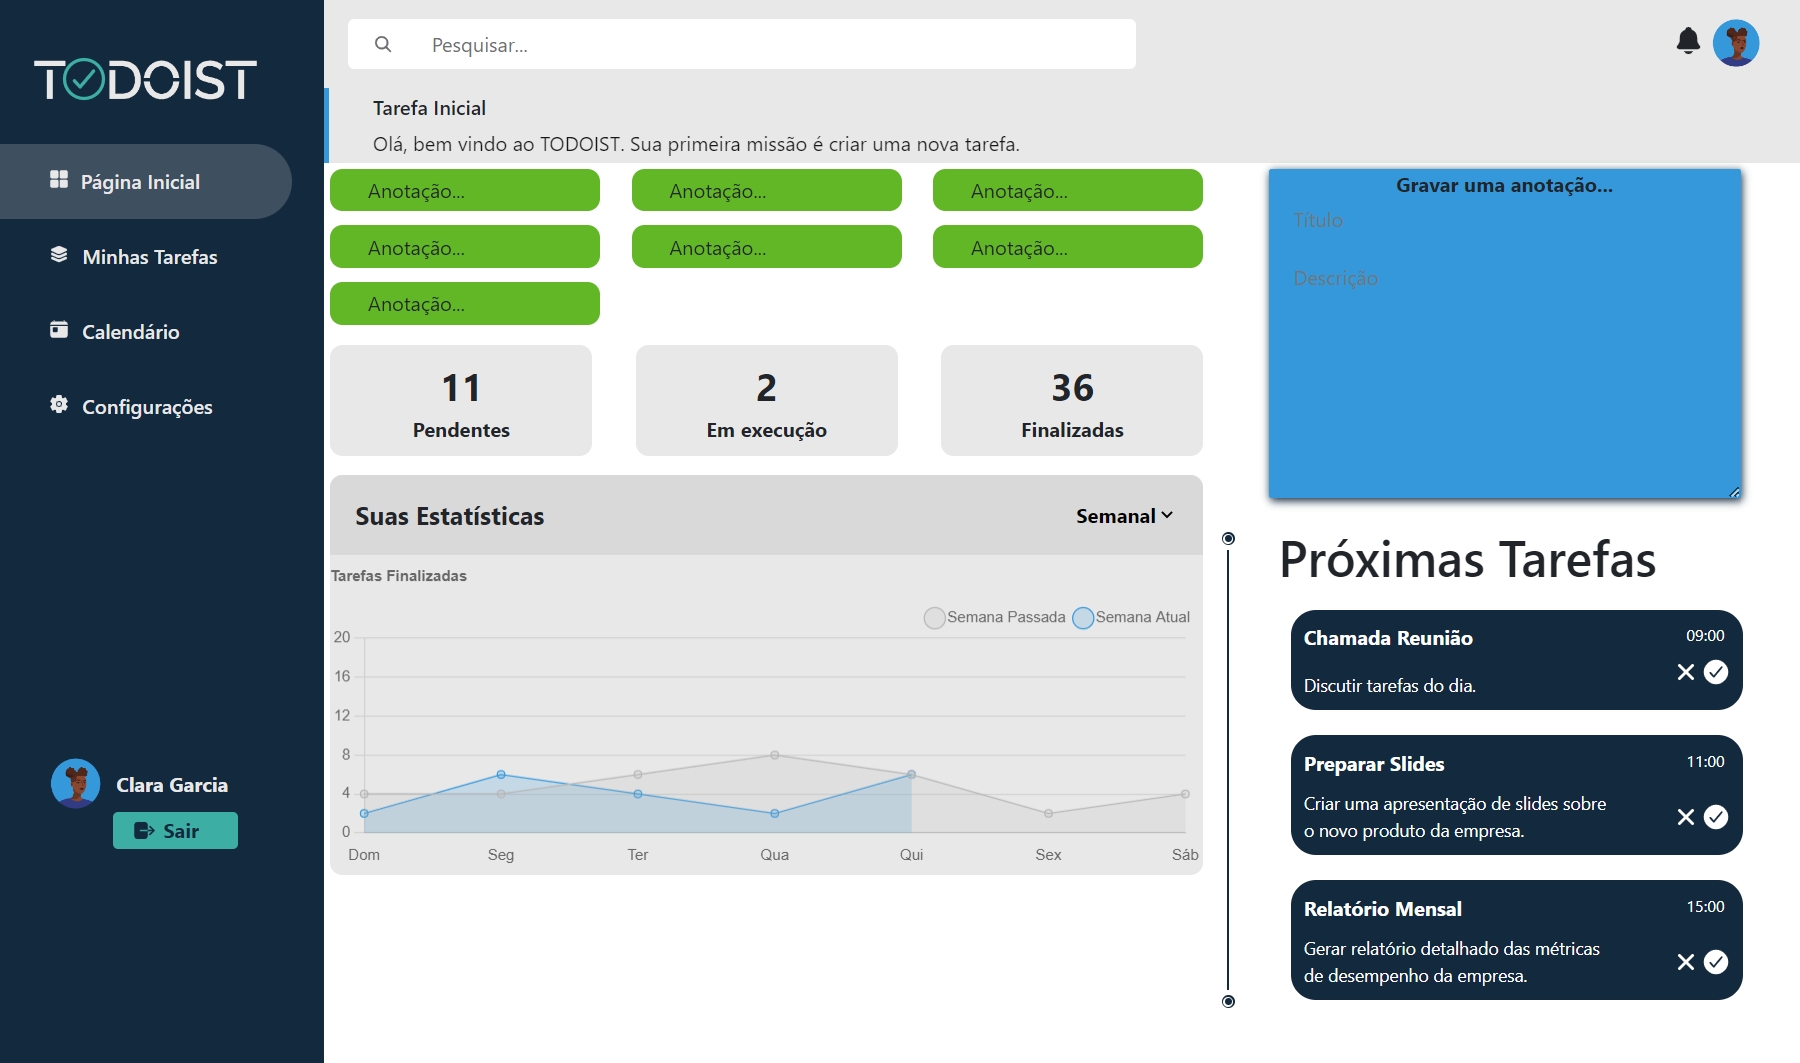 TODOIST
Página Inicial
Minhas Tarefas
Calendário
Configurações
Clara Garcia
Sair
Pesquisar...
Tarefa Inicial
Olá, bem vindo ao TODOIST. Sua primeira missão é criar uma nova tarefa.
Anotação... Anotação... Anotação...
Anotação... Anotação... Anotação...
Anotação...
11 2 36
Pendentes Em execução Finalizadas
Suas Estatísticas Semanal
Tarefas Finalizadas
Semana Passada Semana Atual
20
16
12
8
4
0
Dom Seg Ter Qua Qui Sex Sáb
Gravar uma anotação...
Título
Descrição
Próximas Tarefas
Chamada Reunião 09:00
Discutir tarefas do dia.
Preparar Slides 11:00
Criar uma apresentação de slides sobre
o novo produto da empresa.
Relatório Mensal 15:00
Gerar relatório detalhado das métricas
de desempenho da empresa.